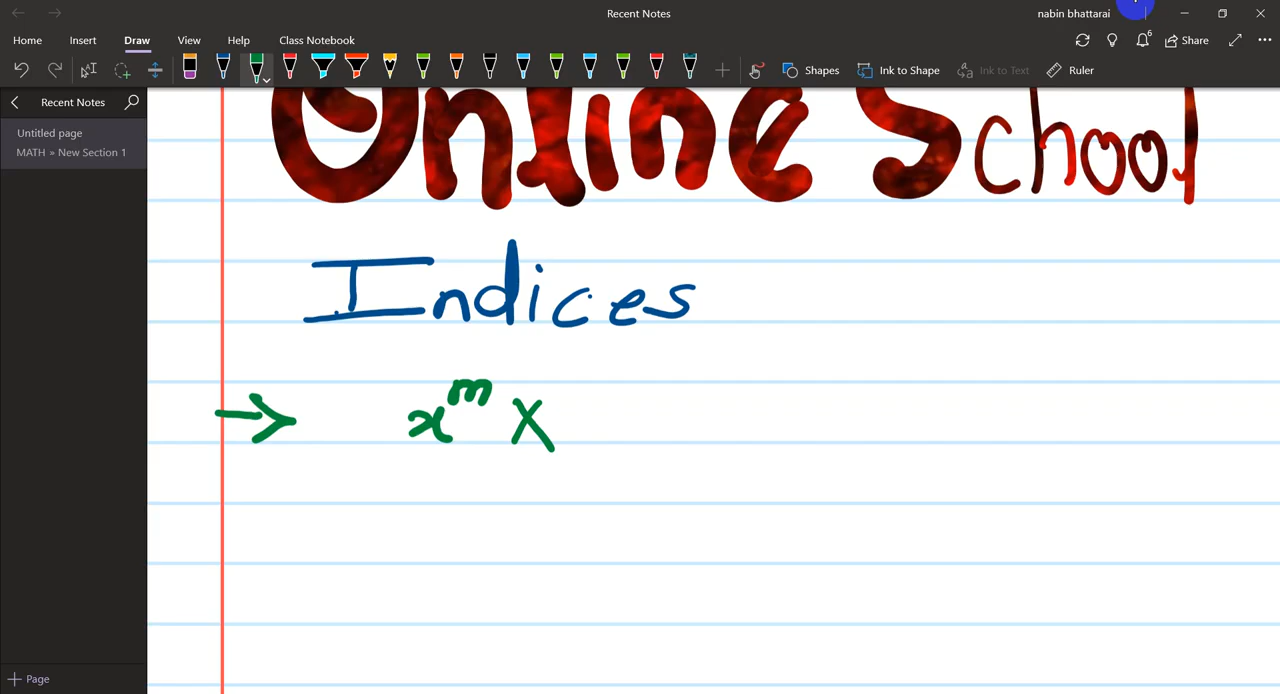 Recent Notes
nabin bhattarai
Home Insert Draw View Help Class Notebook
6 Share
Shapes Ink to Shape Ink to Text Ruler
Recent Notes
Untitled page
MATH » New Section 1
Online School
Indices
→ x^m X
+ Page